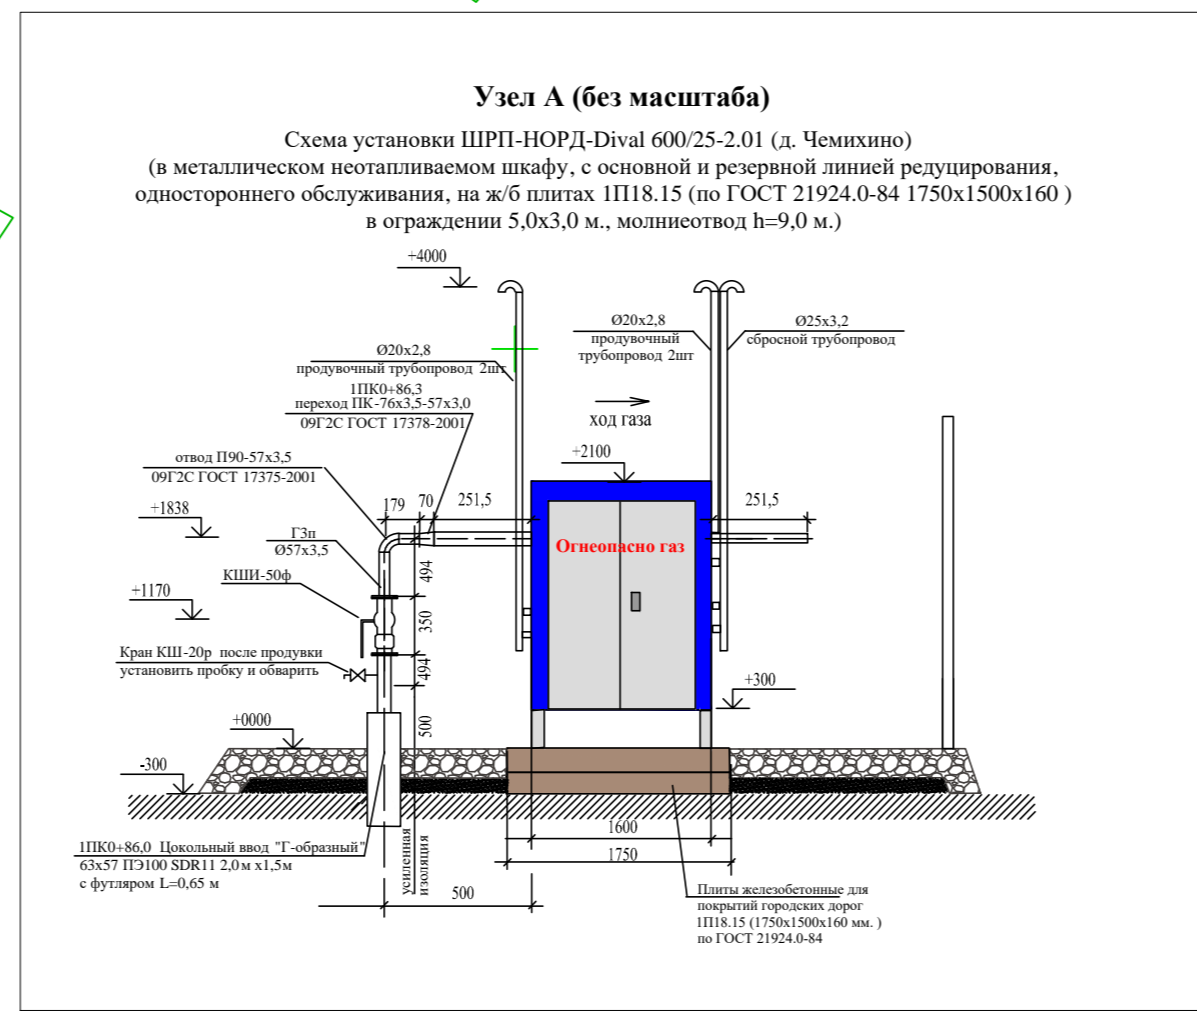 Узел А (без масштаба)
Схема установки ШРП-НОРД-Dival 600/25-2.01 (д. Чемихино)
(в металлическом неотапливаемом шкафу, с основной и резервной линией редуцирования,
одностороннего обслуживания, на ж/б плитах 1П18.15 (по ГОСТ 21924.0-84 1750х1500х160 )
в ограждении 5,0х3,0 м., молниеотвод h=9,0 м.)
+4000
Ø20х2,8
продувочный трубопровод 2шт
Ø20х2,8
продувочный
трубопровод 2шт
Ø25х3,2
сбросной трубопровод
1ПК0+86,3
переход ПК-76х3,5-57х3,0
09Г2С ГОСТ 17378-2001
ход газа
+2100
отвод П90-57х3,5
09Г2С ГОСТ 17375-2001
179
70
251,5
251,5
+1838
ГЗп
Ø57х3,5
Огнеопасно газ
КШИ-50ф
494
+1170
350
Кран КШ-20р после продувки
установить пробку и обварить
494
+300
+0000
500
-300
1600
1750
1ПК0+86,0 Цокольный ввод "Г-образный"
63х57 ПЭ100 SDR11 2,0м х1,5м
с футляром L=0,65 м
усиленная
изоляция
500
Плиты железобетонные для
покрытий городских дорог
1П18.15 (1750х1500х160 мм. )
по ГОСТ 21924.0-84